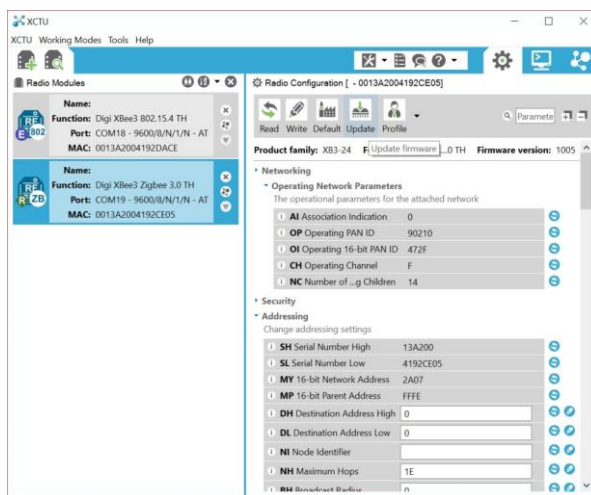 XCTU
XCTU Working Modes Tools Help
Radio Modules
Name:
Function: Digi XBee3 802.15.4 TH
Port: COM18 - 9600/8/N/1/N - AT
MAC: 0013A2004192DACE
E 802
Name:
Function: Digi XBee3 Zigbee 3.0 TH
Port: COM19 - 9600/8/N/1/N - AT
MAC: 0013A2004192CE05
R ZB
Radio Configuration [ - 0013A2004192CE05]
Read Write Default Update Profile
Paramete
Product family: XB3-24 F Update firmware ...0 TH Firmware version: 1005
Networking
Operating Network Parameters
The operational parameters for the attached network
i AI Association Indication 0
i OP Operating PAN ID 90210
i OI Operating 16-bit PAN ID 472F
i CH Operating Channel F
i NC Number of ...g Children 14
Security
Addressing
Change addressing settings
i SH Serial Number High 13A200
i SL Serial Number Low 4192CE05
i MY 16-bit Network Address 2A07
i MP 16-bit Parent Address FFFE
i DH Destination Address High 0
i DL Destination Address Low 0
i NI Node Identifier
i NH Maximum Hops 1E
i BH Broadcast Radius 0